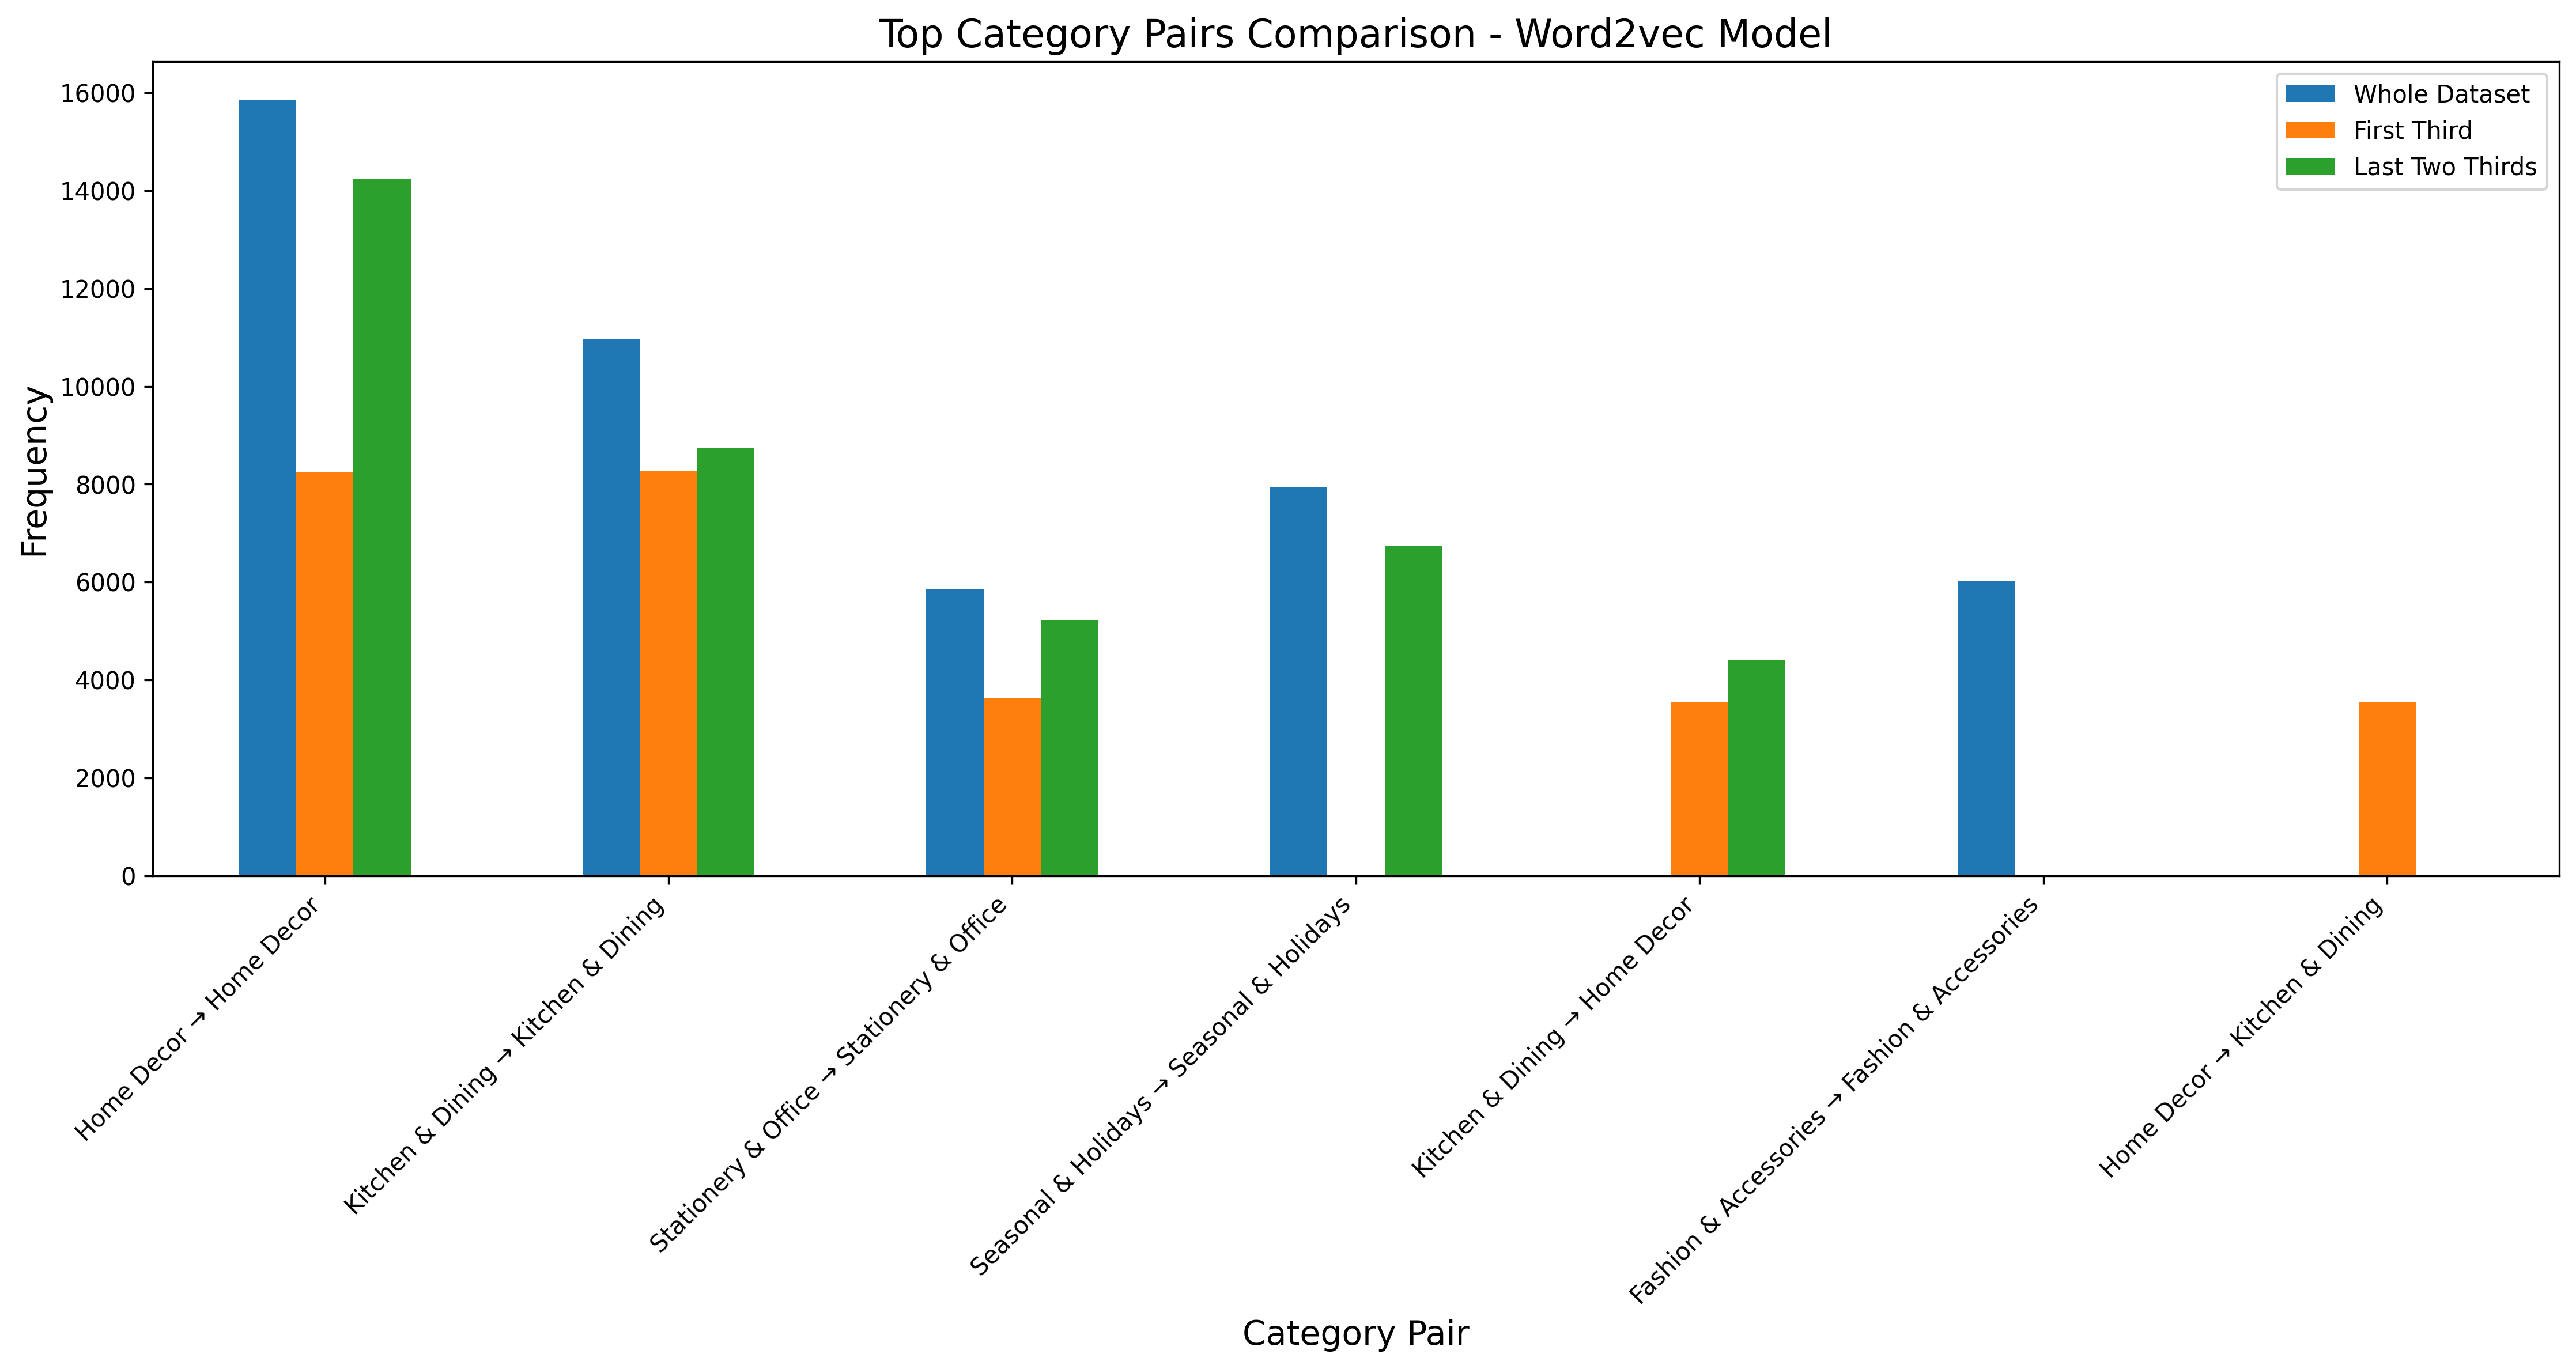 Top Category Pairs Comparison - Word2vec Model
Whole Dataset
First Third
Last Two Thirds
Frequency
16000
14000
12000
10000
8000
6000
4000
2000
0
Home Decor → Home Decor
Kitchen & Dining → Kitchen & Dining
Stationery & Office → Stationery & Office
Seasonal & Holidays → Seasonal & Holidays
Kitchen & Dining → Home Decor
Fashion & Accessories → Fashion & Accessories
Home Decor → Kitchen & Dining
Category Pair